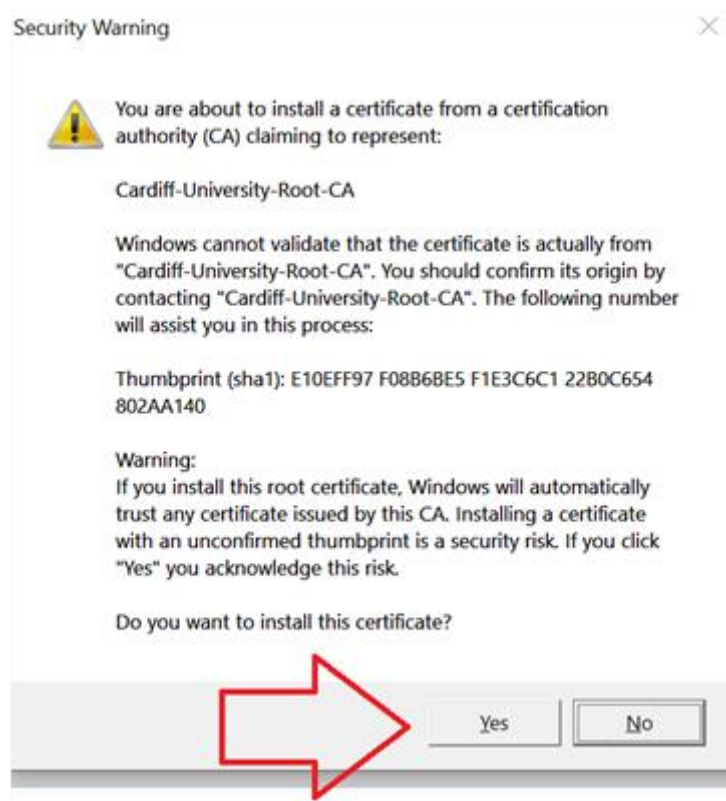 Security Warning
You are about to install a certificate from a certification
authority (CA) claiming to represent:
Cardiff-University-Root-CA
Windows cannot validate that the certificate is actually from
"Cardiff-University-Root-CA". You should confirm its origin by
contacting "Cardiff-University-Root-CA". The following number
will assist you in this process:
Thumbprint (sha1): E10EFF97 F08B6BE5 F1E3C6C1 22B0C654
802AA140
Warning:
If you install this root certificate, Windows will automatically
trust any certificate issued by this CA. Installing a certificate
with an unconfirmed thumbprint is a security risk. If you click
"Yes" you acknowledge this risk.
Do you want to install this certificate?
Yes No